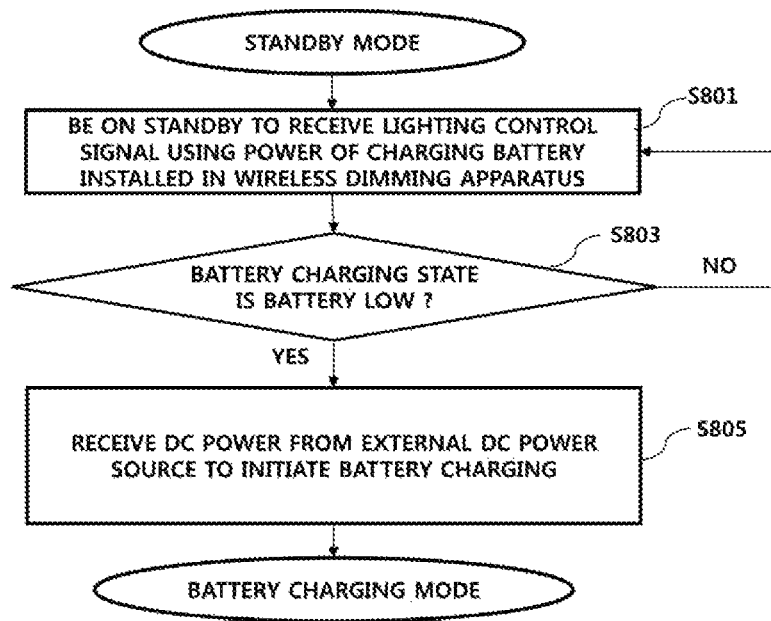 STANDBY MODE
S801
BE ON STANDBY TO RECEIVE LIGHTING CONTROL
SIGNAL USING POWER OF CHARGING BATTERY
INSTALLED IN WIRELESS DIMMING APPARATUS
S803
BATTERY CHARGING STATE
IS BATTERY LOW ?
NO
YES
S805
RECEIVE DC POWER FROM EXTERNAL DC POWER
SOURCE TO INITIATE BATTERY CHARGING
BATTERY CHARGING MODE